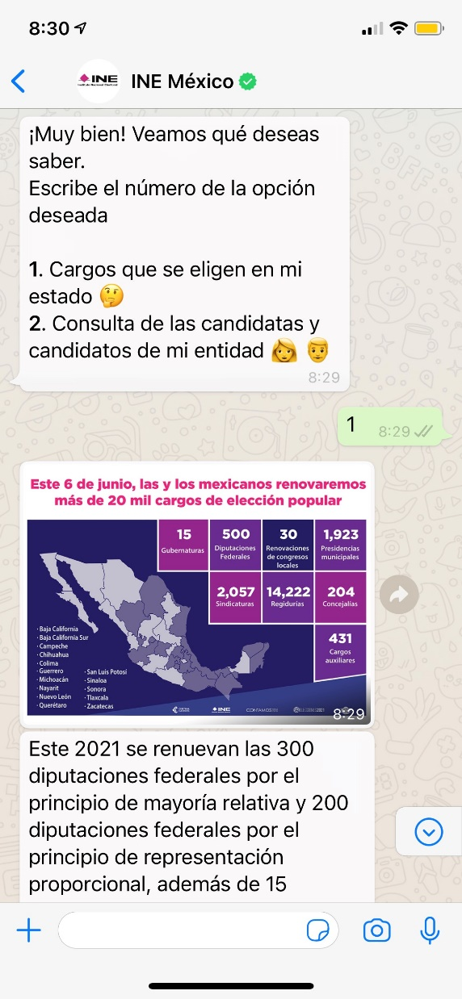 8:30
INE
INE México
¡Muy bien! Veamos qué deseas
saber.
Escribe el número de la opción
deseada
1. Cargos que se eligen en mi
estado 🤔
2. Consulta de las candidatas y
candidatos de mi entidad 👩 👨
8:29
1
8:29
Este 6 de junio, las y los mexicanos renovaremos
más de 20 mil cargos de elección popular
15
Gubernaturas
500
Diputaciones
Federales
30
Renovaciones
de congresos
locales
1,923
Presidencias
municipales
2,057
Sindicaturas
14,222
Regidurías
204
Concejalías
431
Cargos
auxiliares
· Baja California
· Baja California Sur
· Campeche
· Chihuahua
· Colima
· Guerrero
· Michoacán
· Nayarit
· Nuevo León
· Querétaro
· San Luis Potosí
· Sinaloa
· Sonora
· Tlaxcala
· Zacatecas
INE
8:29
Este 2021 se renuevan las 300
diputaciones federales por el
principio de mayoría relativa y 200
diputaciones federales por el
principio de representación
proporcional, además de 15